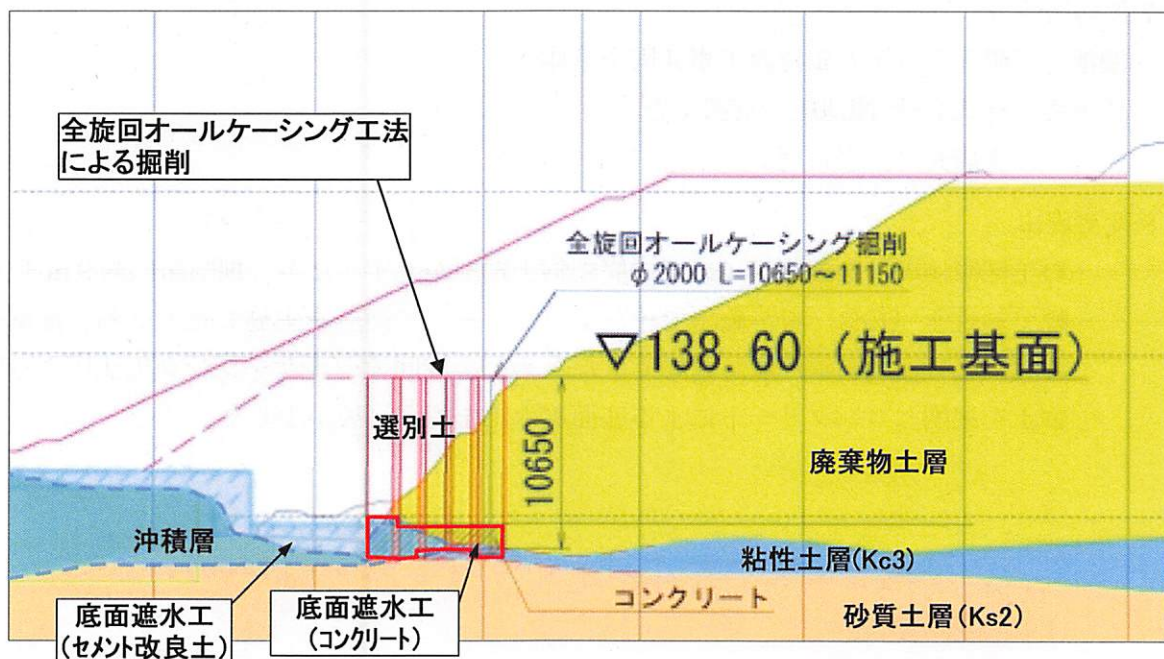 全旋回オールケーシング工法
による掘削
全旋回オールケーシング掘削
φ2000 L=10650～11150
▽138.60 (施工基面)
選別土
10650
廃棄物土層
沖積層
粘性土層(Kc3)
底面遮水工
(セメント改良土)
底面遮水工
(コンクリート)
コンクリート
砂質土層(Ks2)